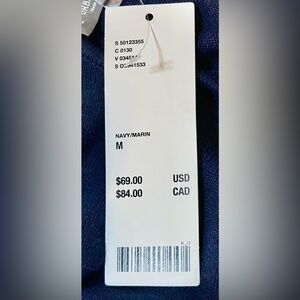 S 50123355
C 0130
NAVY/MARIN
M
$69.00 USD
$84.00 CAD